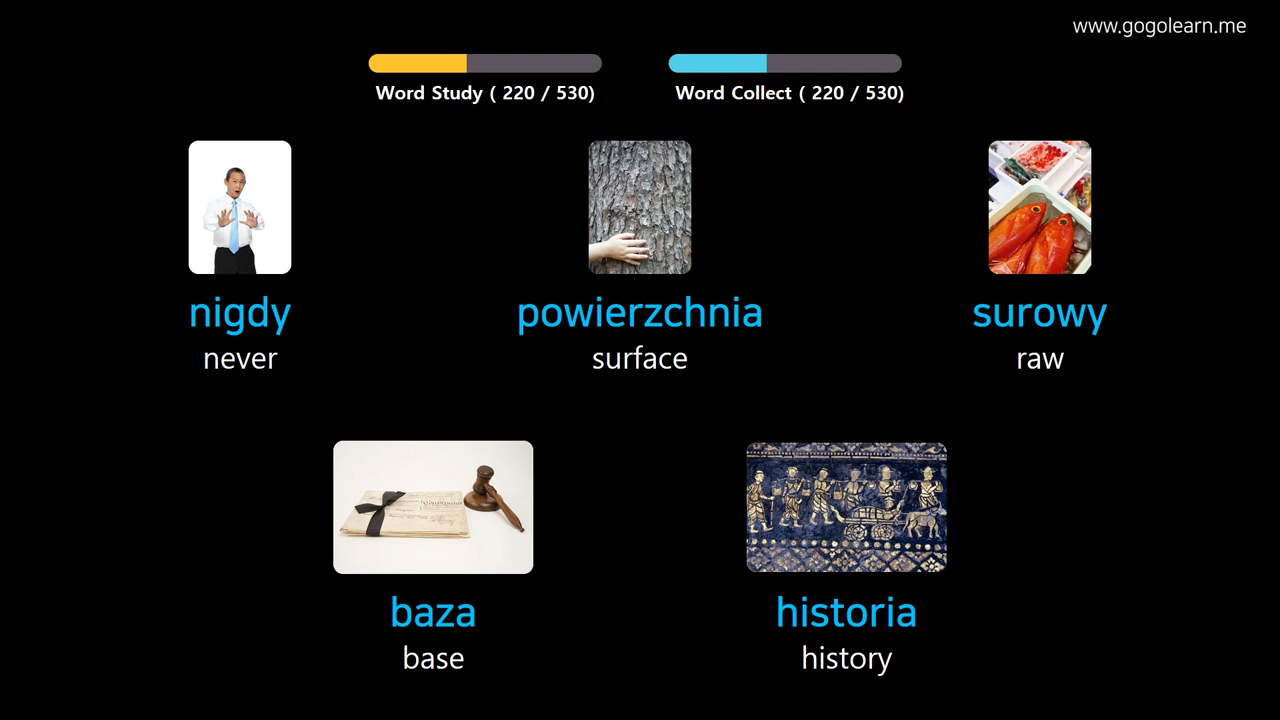 www.gogolearn.me
Word Study ( 220 / 530)
Word Collect ( 220 / 530)
nigdy
never
powierzchnia
surface
surowy
raw
baza
base
historia
history